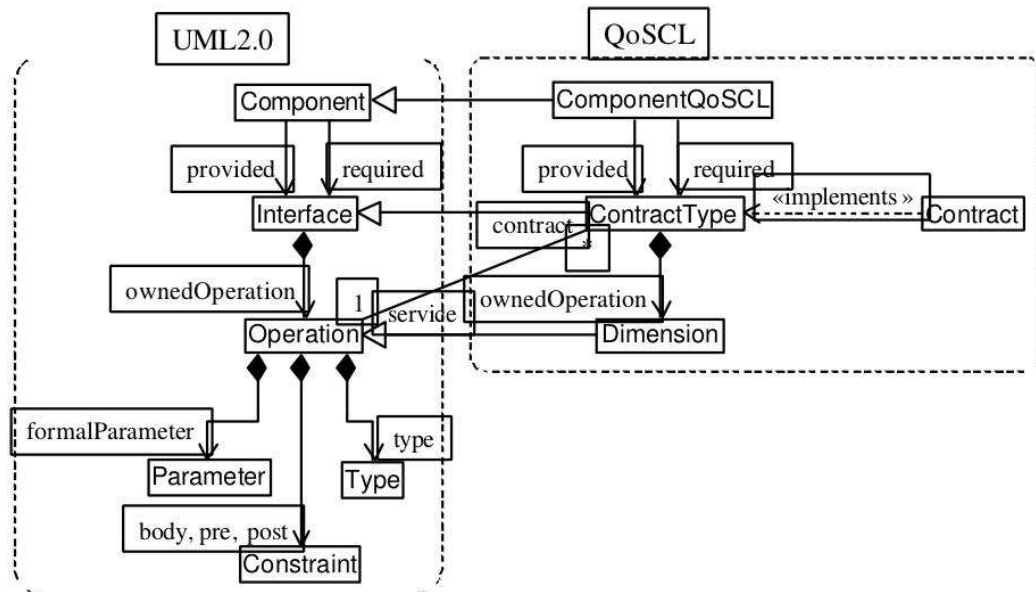 UML2.0
QoSCL
Component
ComponentQoSCL
provided
required
provided
required
«implements »
Interface
contract
ContractType
Contract
*
ownedOperation
1
service
ownedOperation
Operation
Dimension
formalParameter
type
Parameter
Type
body, pre, post
Constraint